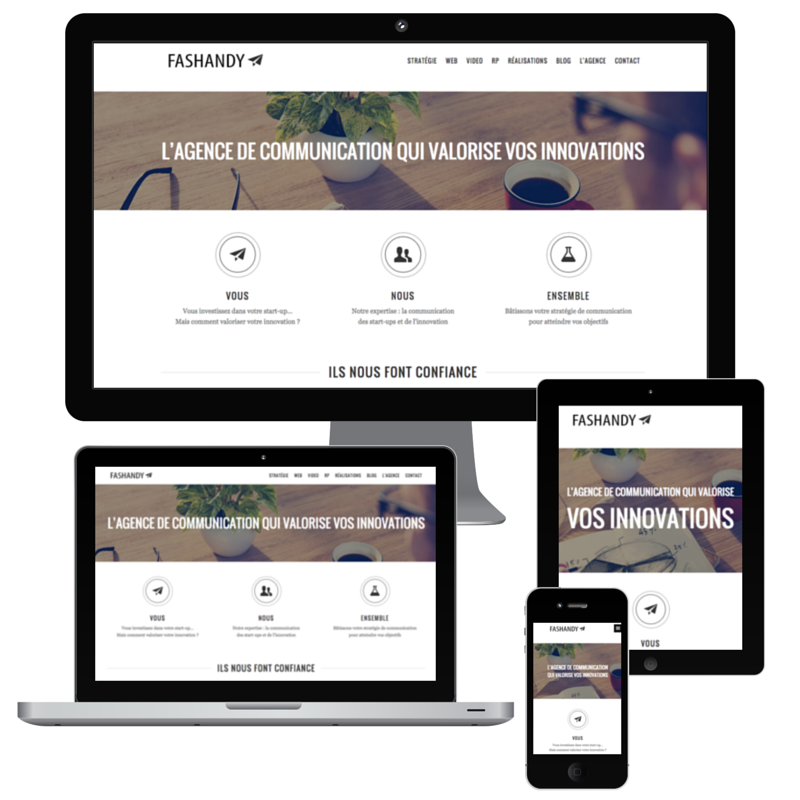 FASHANDY
STRATÉGIE WEB VIDEO RP RÉALISATIONS BLOG L'AGENCE CONTACT
L'AGENCE DE COMMUNICATION QUI VALORISE VOS INNOVATIONS
VOUS
Vous investissez dans votre start-up...
Mais comment valoriser votre innovation ?
NOUS
Notre expertise : la communication
des start-ups et de l'innovation
ENSEMBLE
Bâtissons votre stratégie de communication
pour atteindre vos objectifs
ILS NOUS FONT CONFIANCE
FASHANDY
STRATÉGIE WEB VIDEO RP RÉALISATIONS BLOG L'AGENCE CONTACT
L'AGENCE DE COMMUNICATION QUI VALORISE VOS INNOVATIONS
VOUS
Vous investissez dans votre start-up...
Mais comment valoriser votre innovation ?
NOUS
Notre expertise : la communication
des start-ups et de l'innovation
ENSEMBLE
Bâtissons votre stratégie de communication
pour atteindre vos objectifs
ILS NOUS FONT CONFIANCE
FASHANDY
L'AGENCE DE COMMUNICATION QUI VALORISE
VOS INNOVATIONS
VOUS
FASHANDY
L'AGENCE DE COMMUNICATION
QUI VALORISE VOS INNOVATIONS
VOUS
Vous investissez dans votre start-up...